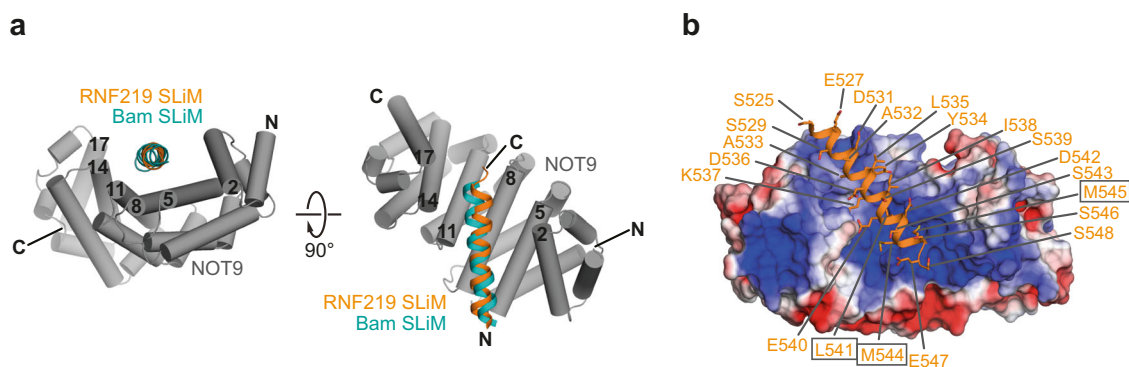 a
RNF219 SLiM
Bam SLiM
N
17
14
11
8
5
2
C
NOT9
90°
C
C
NOT9
17
8
14
5
11
2
N
RNF219 SLiM
Bam SLiM
N
b
E527
S525
D531
A532
L535
S529
Y534
A533
I538
D536
S539
K537
D542
S543
M545
S546
S548
E540
L541
M544
E547